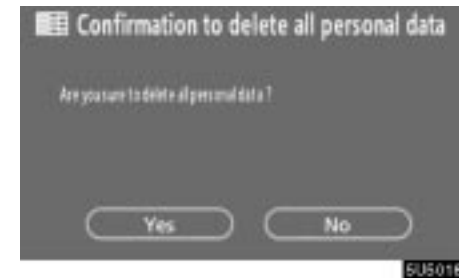 Confirmation to delete all personal data
Are you sure to delete all personal data ?
Yes
No
5U5016